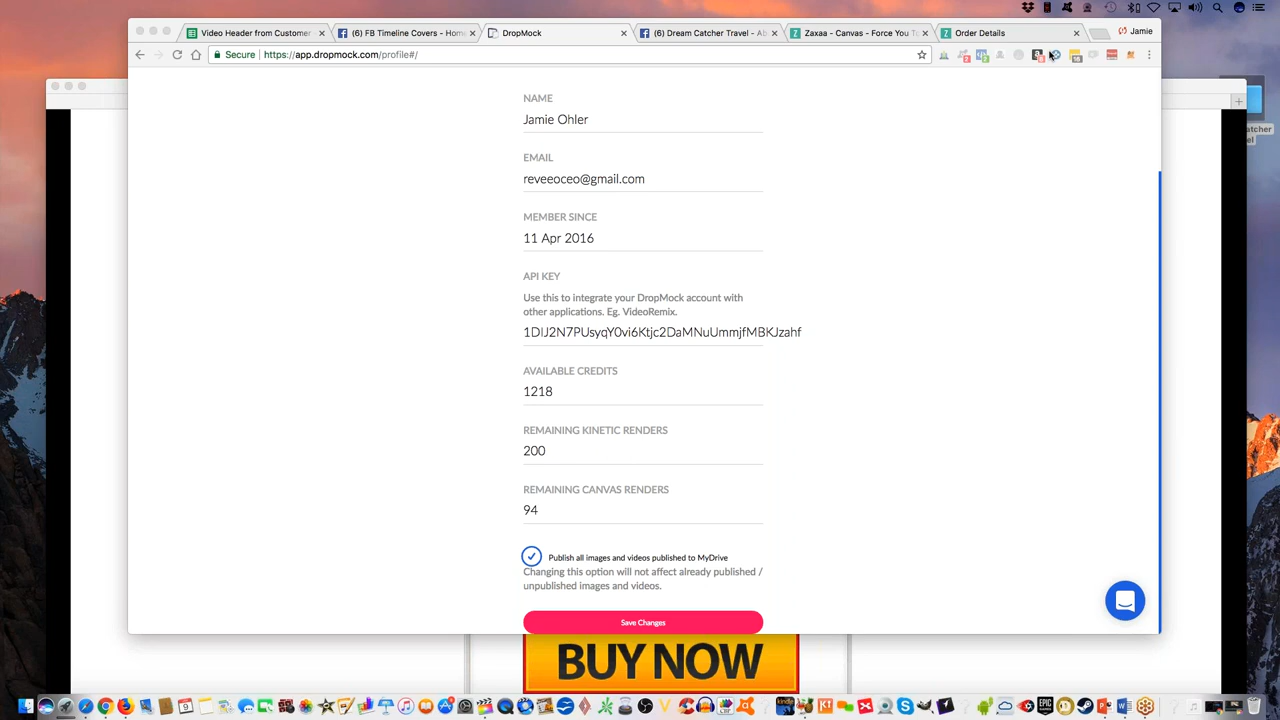 Jamie
Video Header from Customer
(6) FB Timeline Covers - Hom
DropMock
(6) Dream Catcher Travel - Ab
Zaxaa - Canvas - Force You T
Order Details
Secure https://app.dropmock.com/profile#/
NAME
Jamie Ohler
EMAIL
reveeoceo@gmail.com
MEMBER SINCE
11 Apr 2016
API KEY
Use this to integrate your DropMock account with
other applications. Eg. VideoRemix.
1DIJ2N7PUsyqY0vi6Ktjc2DaMNuUmmjfMBKJzahf
AVAILABLE CREDITS
1218
REMAINING KINETIC RENDERS
200
REMAINING CANVAS RENDERS
94
Publish all images and videos published to MyDrive
Changing this option will not affect already published /
unpublished images and videos.
Save Changes
BUY NOW